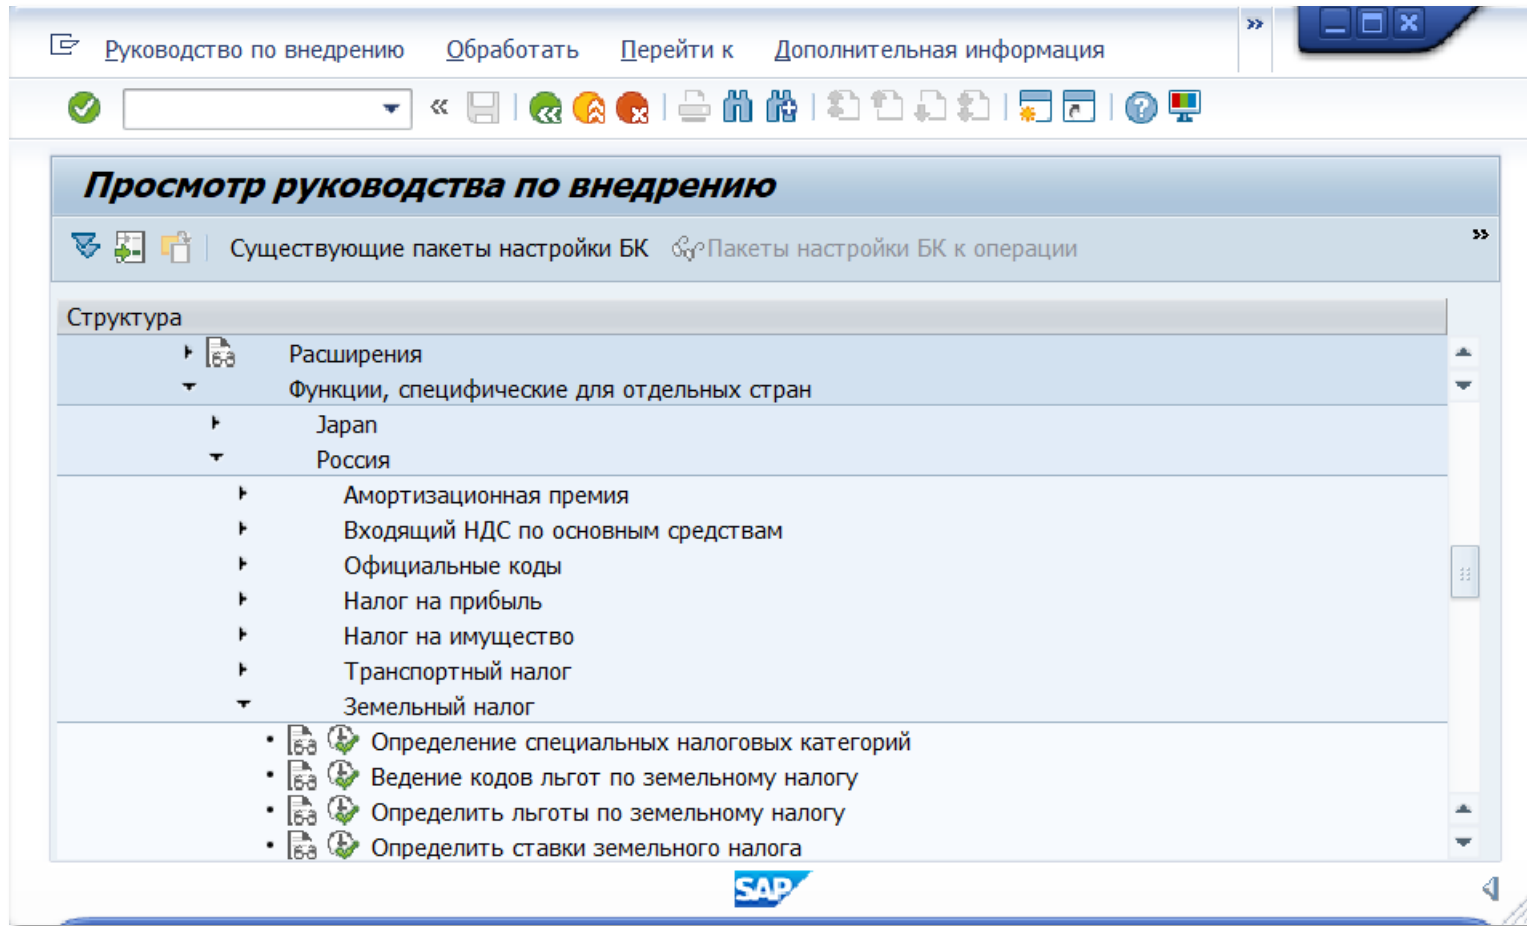 Руководство по внедрению Обработать Перейти к Дополнительная информация
Просмотр руководства по внедрению
Существующие пакеты настройки БК Пакеты настройки БК к операции
Структура
Расширения
Функции, специфические для отдельных стран
Japan
Россия
Амортизационная премия
Входящий НДС по основным средствам
Официальные коды
Налог на прибыль
Налог на имущество
Транспортный налог
Земельный налог
Определение специальных налоговых категорий
Ведение кодов льгот по земельному налогу
Определить льготы по земельному налогу
Определить ставки земельного налога
SAP